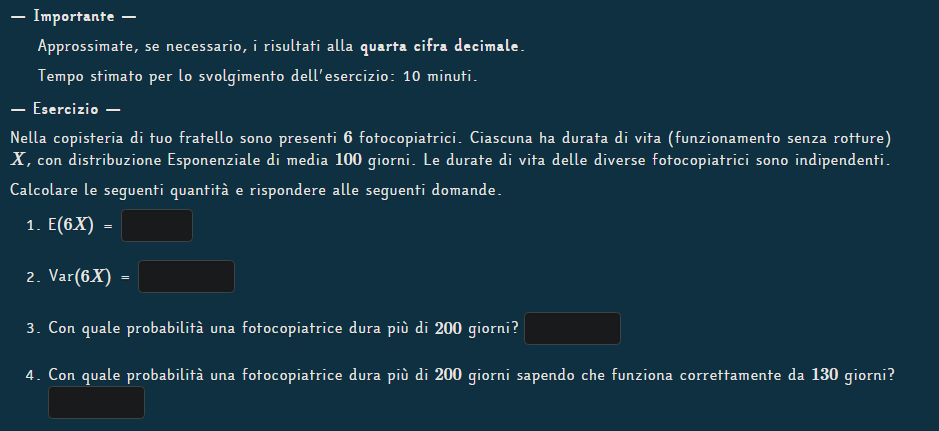 — Importante —
Approssimate, se necessario, i risultati alla quarta cifra decimale.
Tempo stimato per lo svolgimento dell'esercizio: 10 minuti.
— Esercizio —
Nella copisteria di tuo fratello sono presenti 6 fotocopiatrici. Ciascuna ha durata di vita (funzionamento senza rotture)
X, con distribuzione Esponenziale di media 100 giorni. Le durate di vita delle diverse fotocopiatrici sono indipendenti.
Calcolare le seguenti quantità e rispondere alle seguenti domande.
1. E(6X) =
2. Var(6X) =
3. Con quale probabilità una fotocopiatrice dura più di 200 giorni?
4. Con quale probabilità una fotocopiatrice dura più di 200 giorni sapendo che funziona correttamente da 130 giorni?